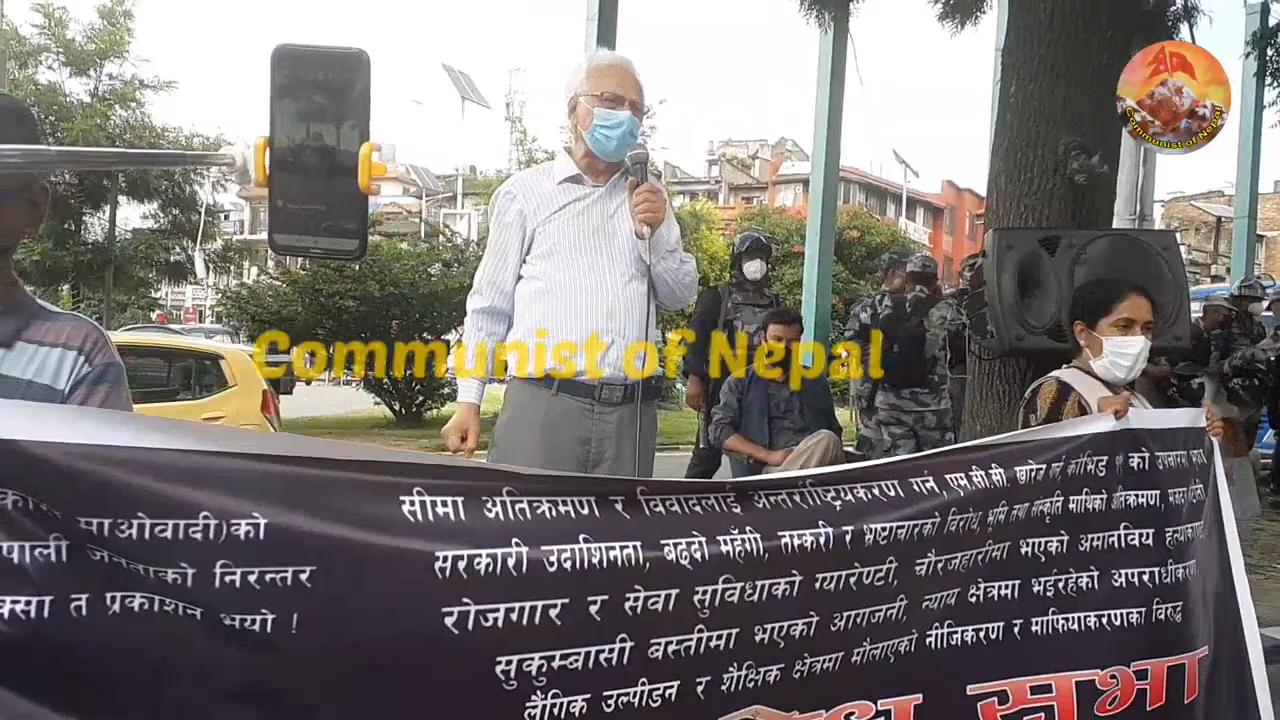 Communist of Nepal
Communist of Nepal
माओवादी)को
पाली जनताको निरन्तर
क्सा त प्रकाशन भयो !
सीमा अतिक्रमण र विवादलाई अन्तर्राष्ट्रियकरण गर्न, एम.सी.सी. खारेज गर्न, कोभिड १९ को उपचारमा
सरकारी उदाशिनता, बढ्दो महँगी, तस्करी र भ्रष्टाचारको विरोध, भूमि तथा संस्कृति माथिको अतिक्रमण,
रोजगार र सेवा सुविधाको ग्यारेण्टी, चौरजहारीमा भएको अमानविय
सुकुम्बासी बस्तीमा भएको आगजनी, न्याय क्षेत्रमा भईरहेको अपराधीकरण
लैंगिक उत्पीडन र शैक्षिक क्षेत्रमा मौलाएको नीजिकरण र माफियाकरणका विरुद्ध
सभा